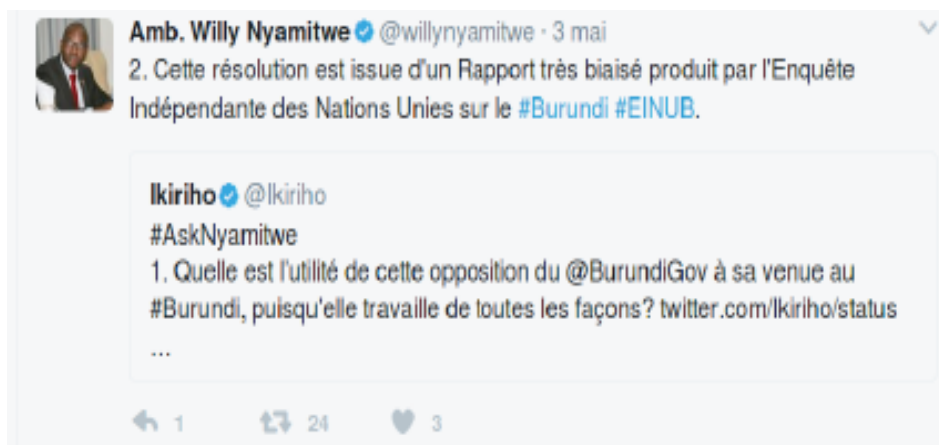 Amb. Willy Nyamitwe @willynyamitwe · 3 mai
2. Cette résolution est issue d'un Rapport très biaisé produit par l'Enquête
Indépendante des Nations Unies sur le #Burundi #EINUB.
Ikiriho @Ikiriho
#AskNyamitwe
1. Quelle est l'utilité de cette opposition du @BurundiGov à sa venue au
#Burundi, puisqu'elle travaille de toutes les façons? twitter.com/Ikiriho/status
...
1 24 3